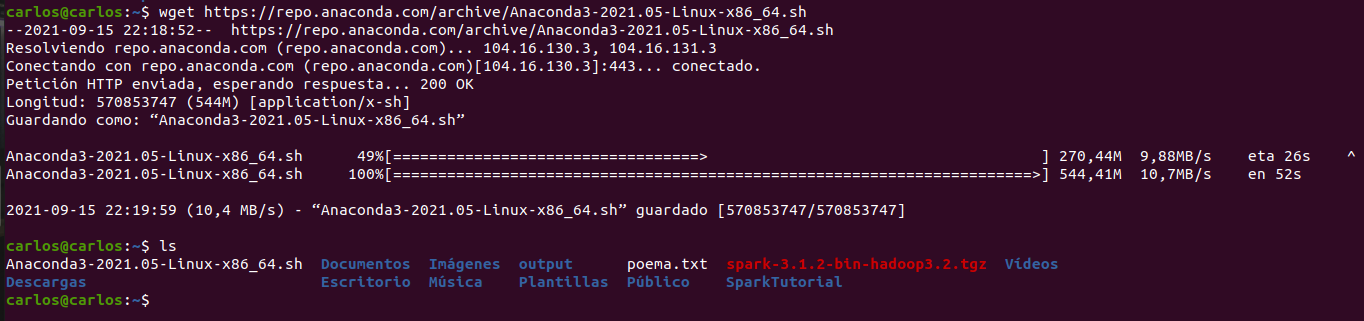 carlos@carlos:~$ wget https://repo.anaconda.com/archive/Anaconda3-2021.05-Linux-x86_64.sh
--2021-09-15 22:18:52--  https://repo.anaconda.com/archive/Anaconda3-2021.05-Linux-x86_64.sh
Resolviendo repo.anaconda.com (repo.anaconda.com)... 104.16.130.3, 104.16.131.3
Conectando con repo.anaconda.com (repo.anaconda.com)[104.16.130.3]:443... conectado.
Petición HTTP enviada, esperando respuesta... 200 OK
Longitud: 570853747 (544M) [application/x-sh]
Guardando como: “Anaconda3-2021.05-Linux-x86_64.sh”
Anaconda3-2021.05-Linux-x86_64.sh      49%[==================================>                                     ] 270,44M  9,88MB/s    eta 26s    ^
Anaconda3-2021.05-Linux-x86_64.sh     100%[=======================================================================>] 544,41M  10,7MB/s    en 52s
2021-09-15 22:19:59 (10,4 MB/s) - “Anaconda3-2021.05-Linux-x86_64.sh” guardado [570853747/570853747]
carlos@carlos:~$ ls
Anaconda3-2021.05-Linux-x86_64.sh  Documentos  Imágenes  output      poema.txt  spark-3.1.2-bin-hadoop3.2.tgz  Vídeos
Descargas                          Escritorio  Música    Plantillas  Público    SparkTutorial
carlos@carlos:~$